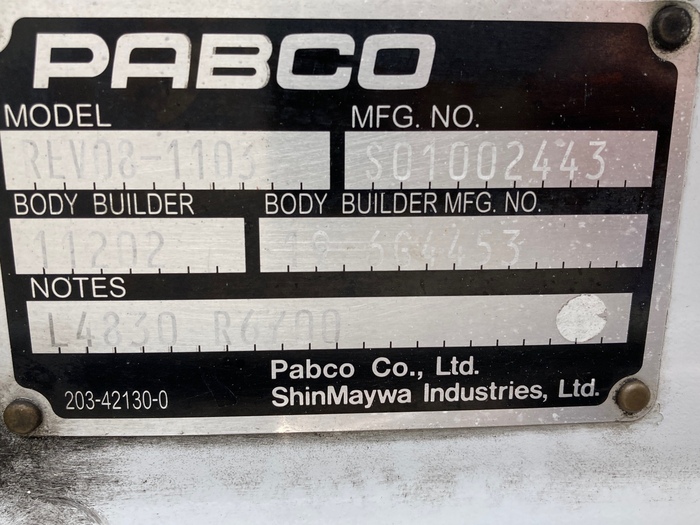 PABCO
MODEL MFG. NO.
REV08-1103 S01002443
BODY BUILDER BODY BUILDER MFG. NO.
11202
NOTES
L4830 R6700
Pabco Co., Ltd.
203-42130-0 ShinMaywa Industries, Ltd.